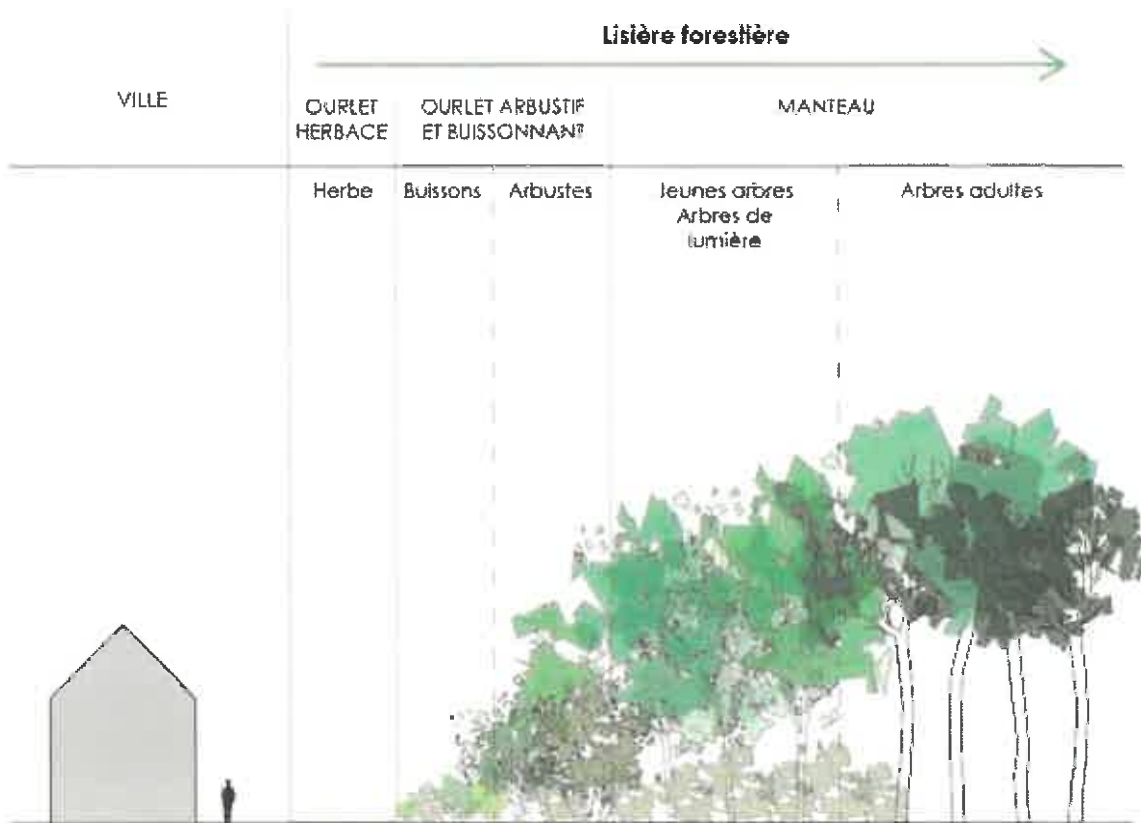 Lisière forestière
VILLE
OURLET
HERBACE
OURLET ARBUSTIF
ET BUISSONNANT
MANTEAU
Herbe
Buissons
Arbustes
Jeunes arbres
Arbres de
lumière
Arbres adultes